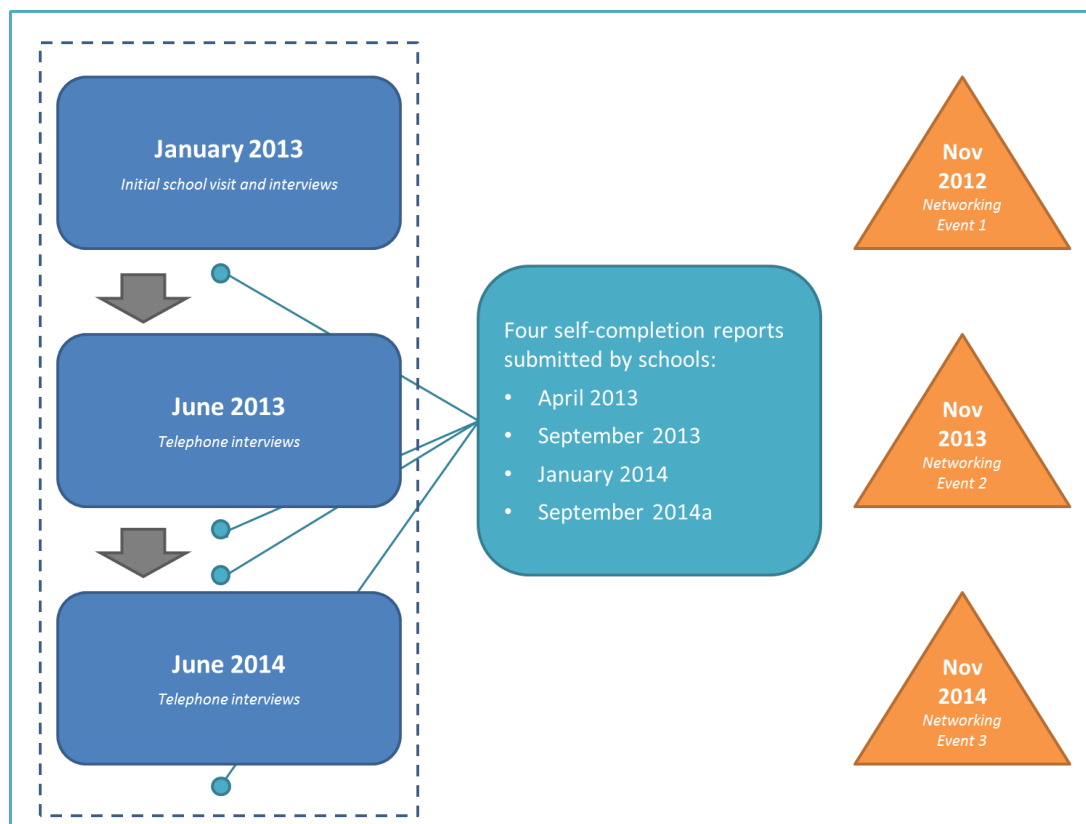 January 2013
Initial school visit and interviews
June 2013
Telephone interviews
June 2014
Telephone interviews
Four self-completion reports
submitted by schools:
• April 2013
• September 2013
• January 2014
• September 2014a
Nov
2012
Networking
Event 1
Nov
2013
Networking
Event 2
Nov
2014
Networking
Event 3